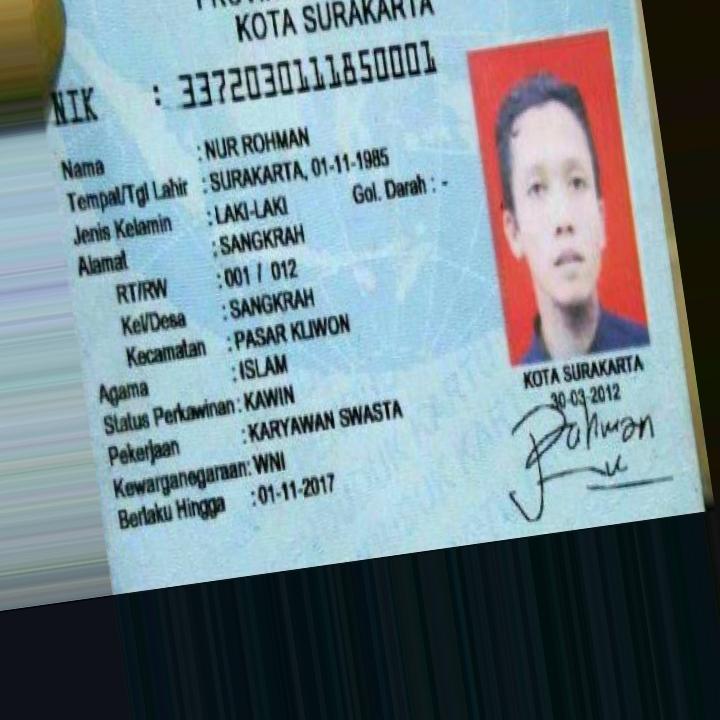 KOTA SURAKARTA
NIK : 3372030111850001
Nama : NUR ROHMAN
Tempat/Tgl Lahir : SURAKARTA, 01-11-1985
Jenis Kelamin : LAKI-LAKI Gol. Darah : -
Alamat : SANGKRAH
RT/RW : 001 / 012
Kel/Desa : SANGKRAH
Kecamatan : PASAR KLIWON
Agama : ISLAM
Status Perkawinan : KAWIN
Pekerjaan : KARYAWAN SWASTA
Kewarganegaraan : WNI
Berlaku Hingga : 01-11-2017
KOTA SURAKARTA
30-03-2012
Rohman